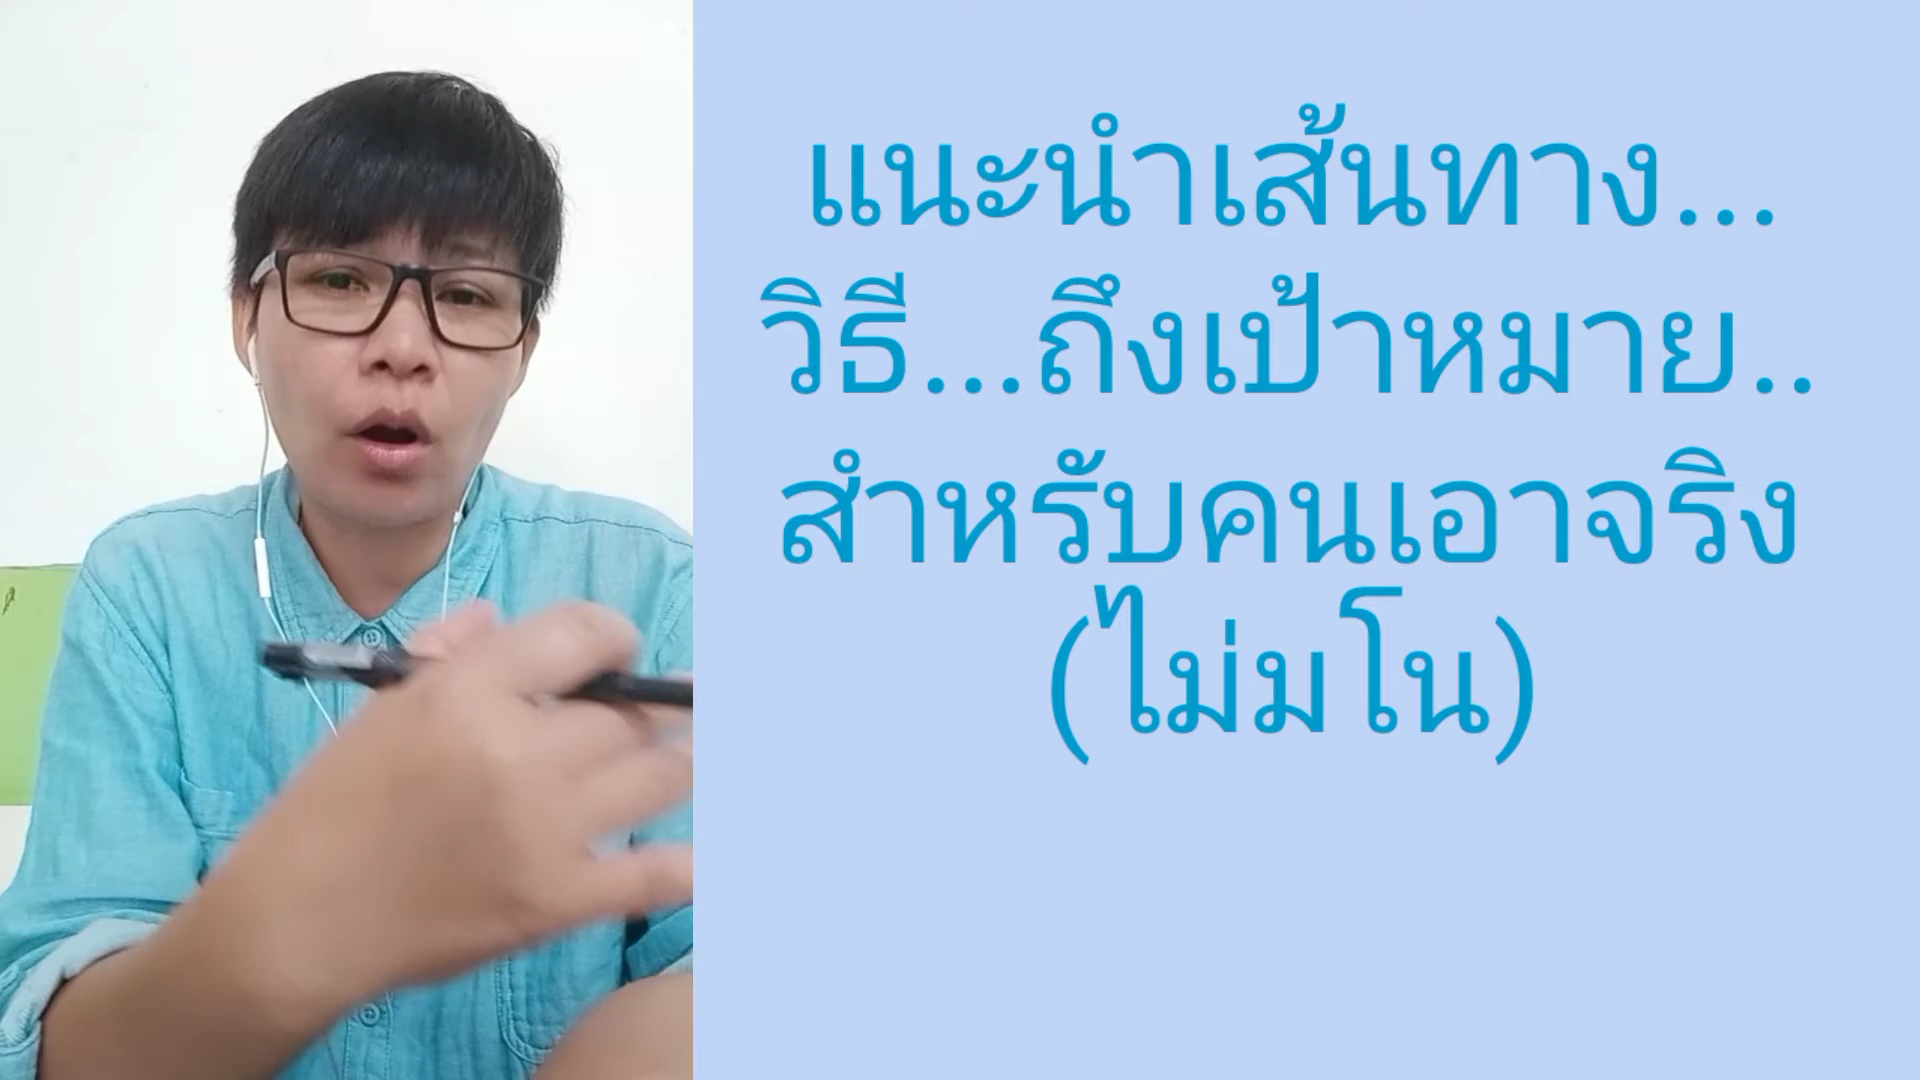 แนะนำเส้นทาง...
วิธี...ถึงเป้าหมาย..
สำหรับคนเอาจริง
(ไม่มโน)